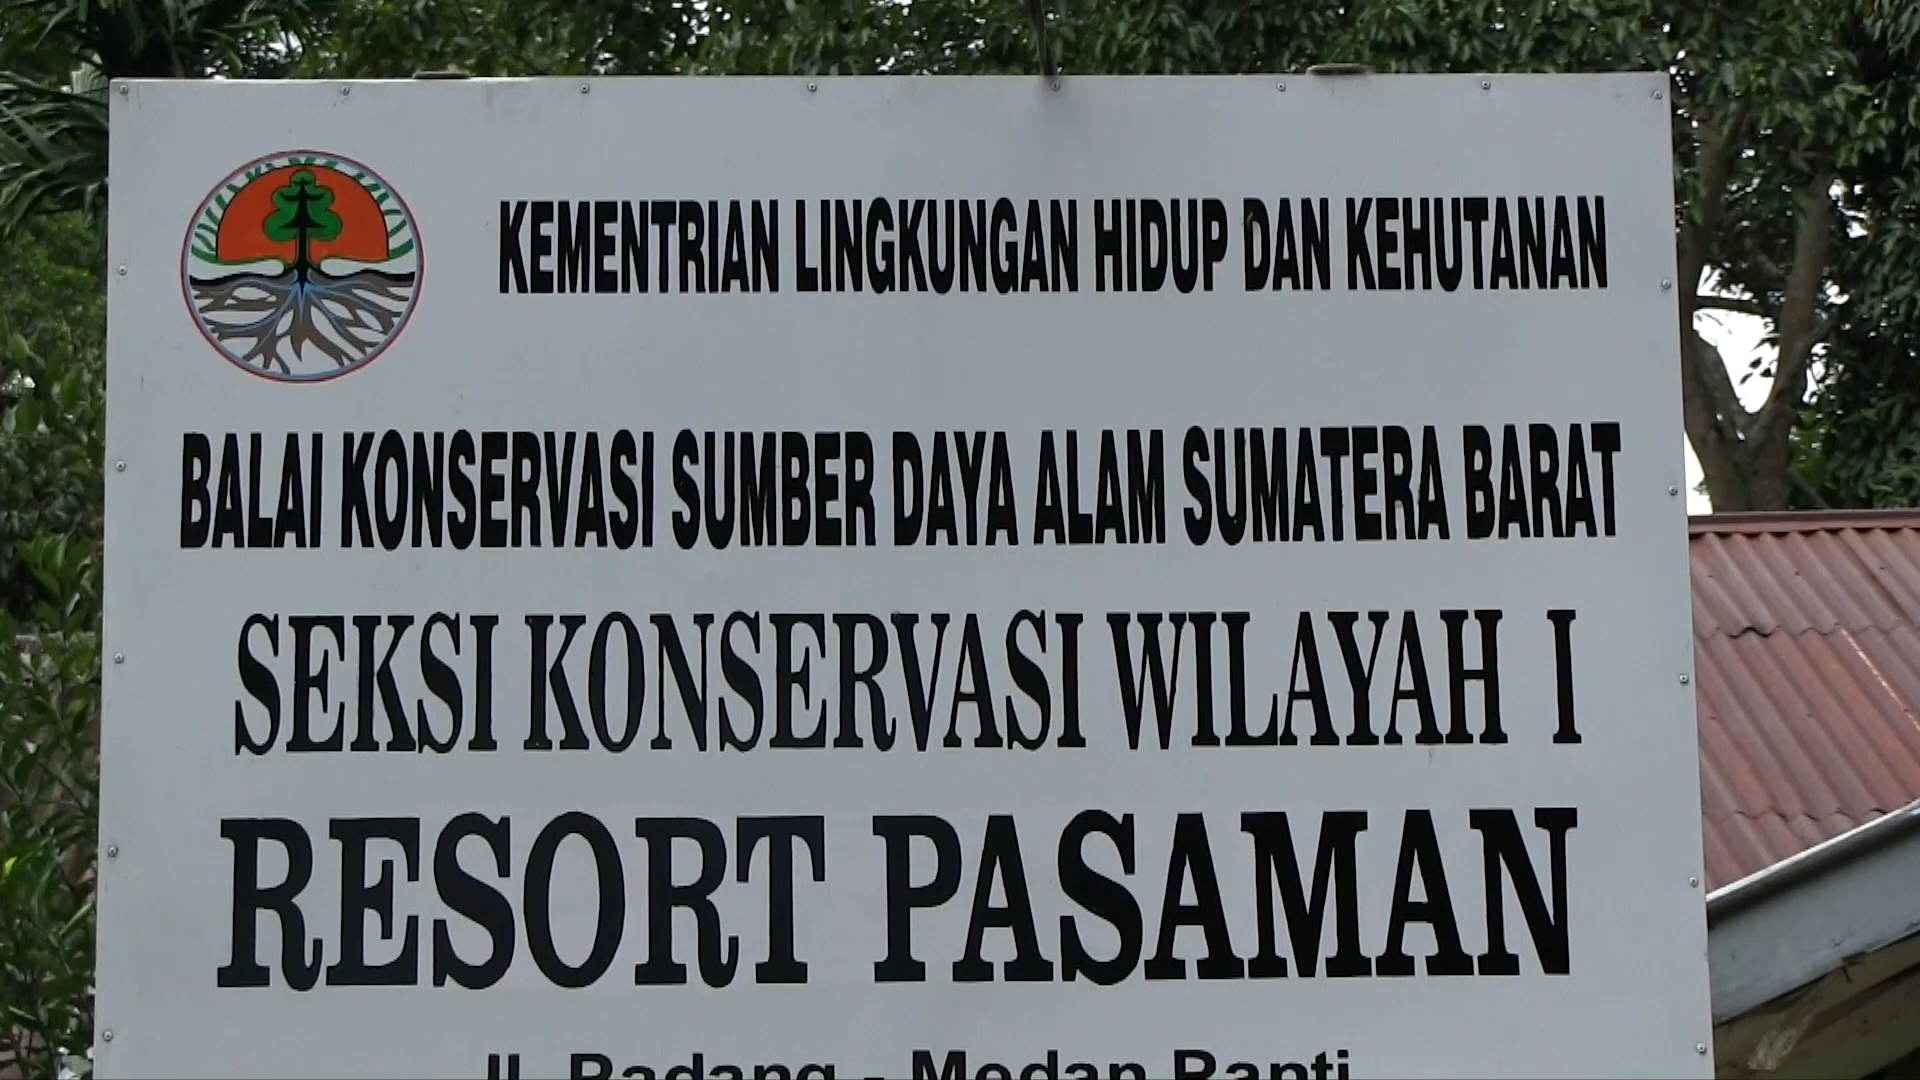 KEMENTRIAN LINGKUNGAN HIDUP DAN KEHUTANAN
BALAI KONSERVASI SUMBER DAYA ALAM SUMATERA BARAT
SEKSI KONSERVASI WILAYAH I
RESORT PASAMAN
Jl. Padang - Medan